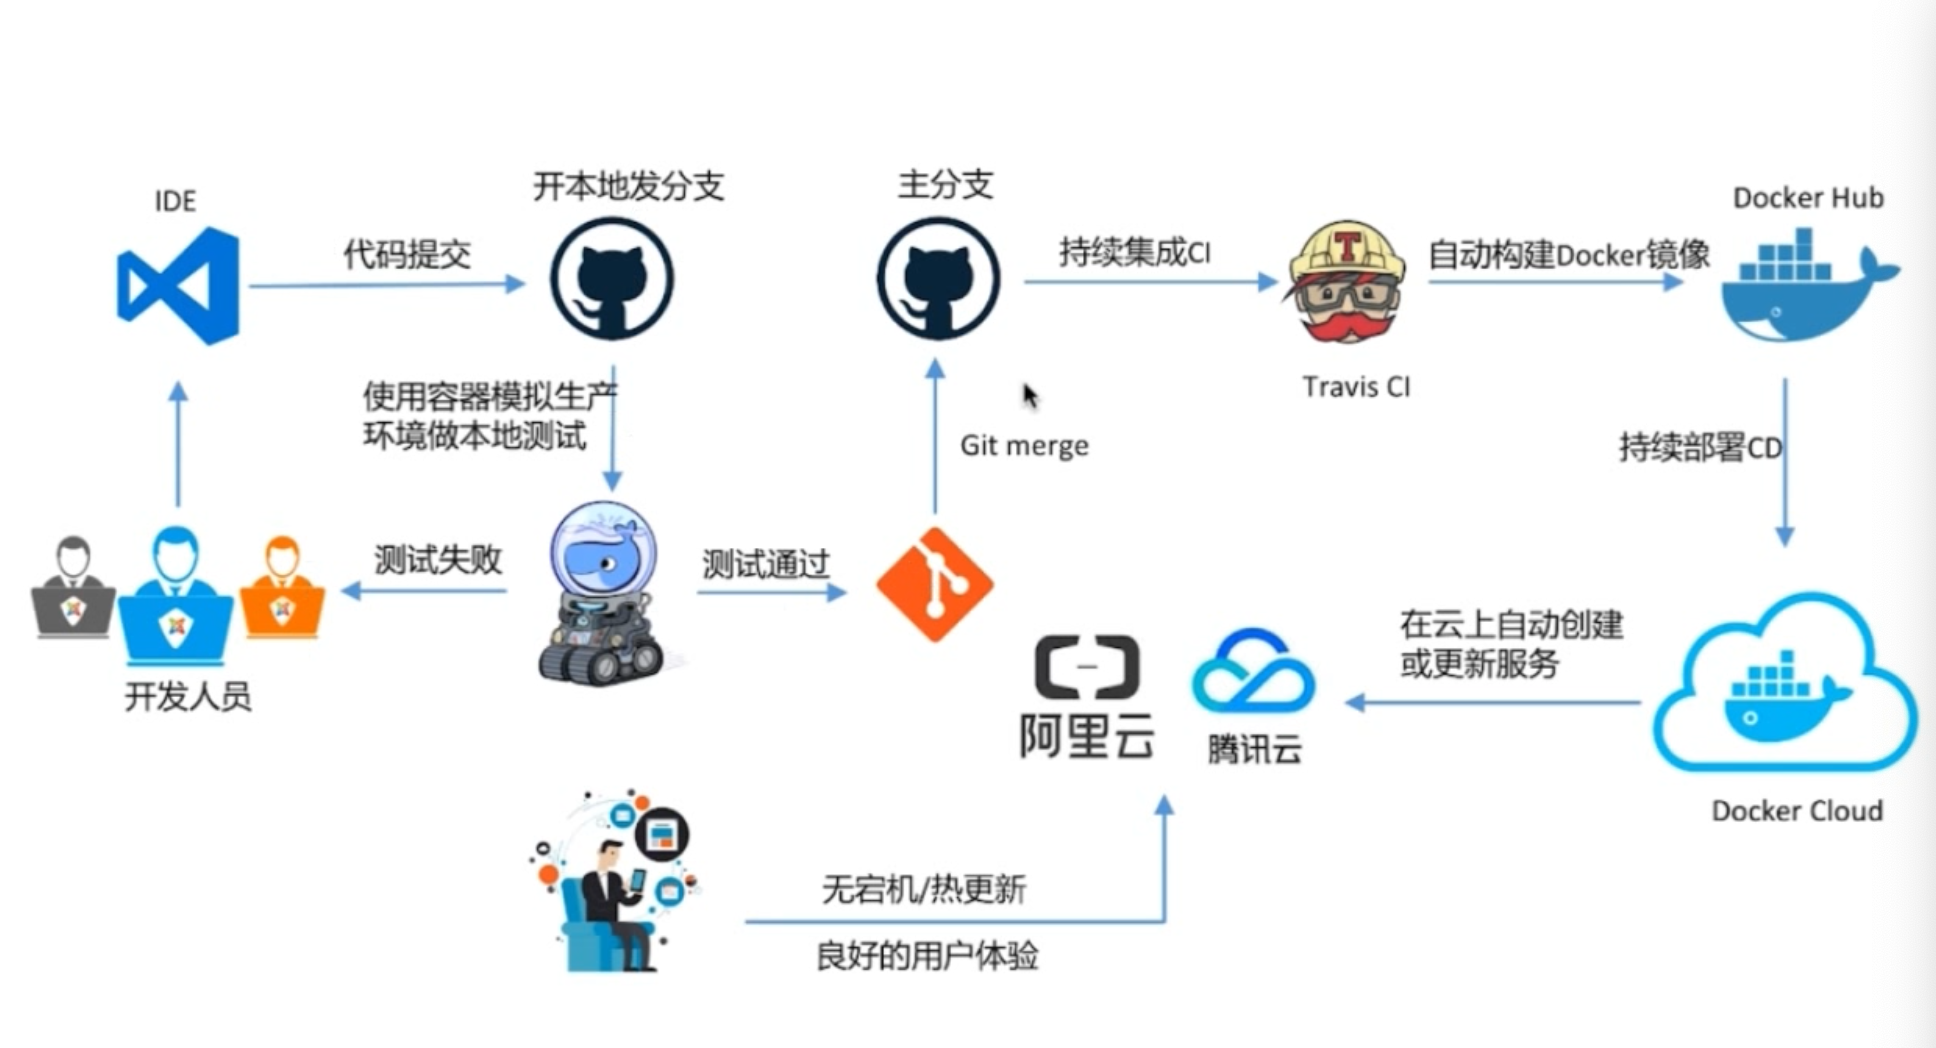 IDE
开本地发分支
主分支
Docker Hub
代码提交
持续集成CI
自动构建Docker镜像
T
Travis CI
使用容器模拟生产
环境做本地测试
Git merge
持续部署CD
测试失败
测试通过
开发人员
在云上自动创建
或更新服务
阿里云
腾讯云
Docker Cloud
无宕机/热更新
良好的用户体验